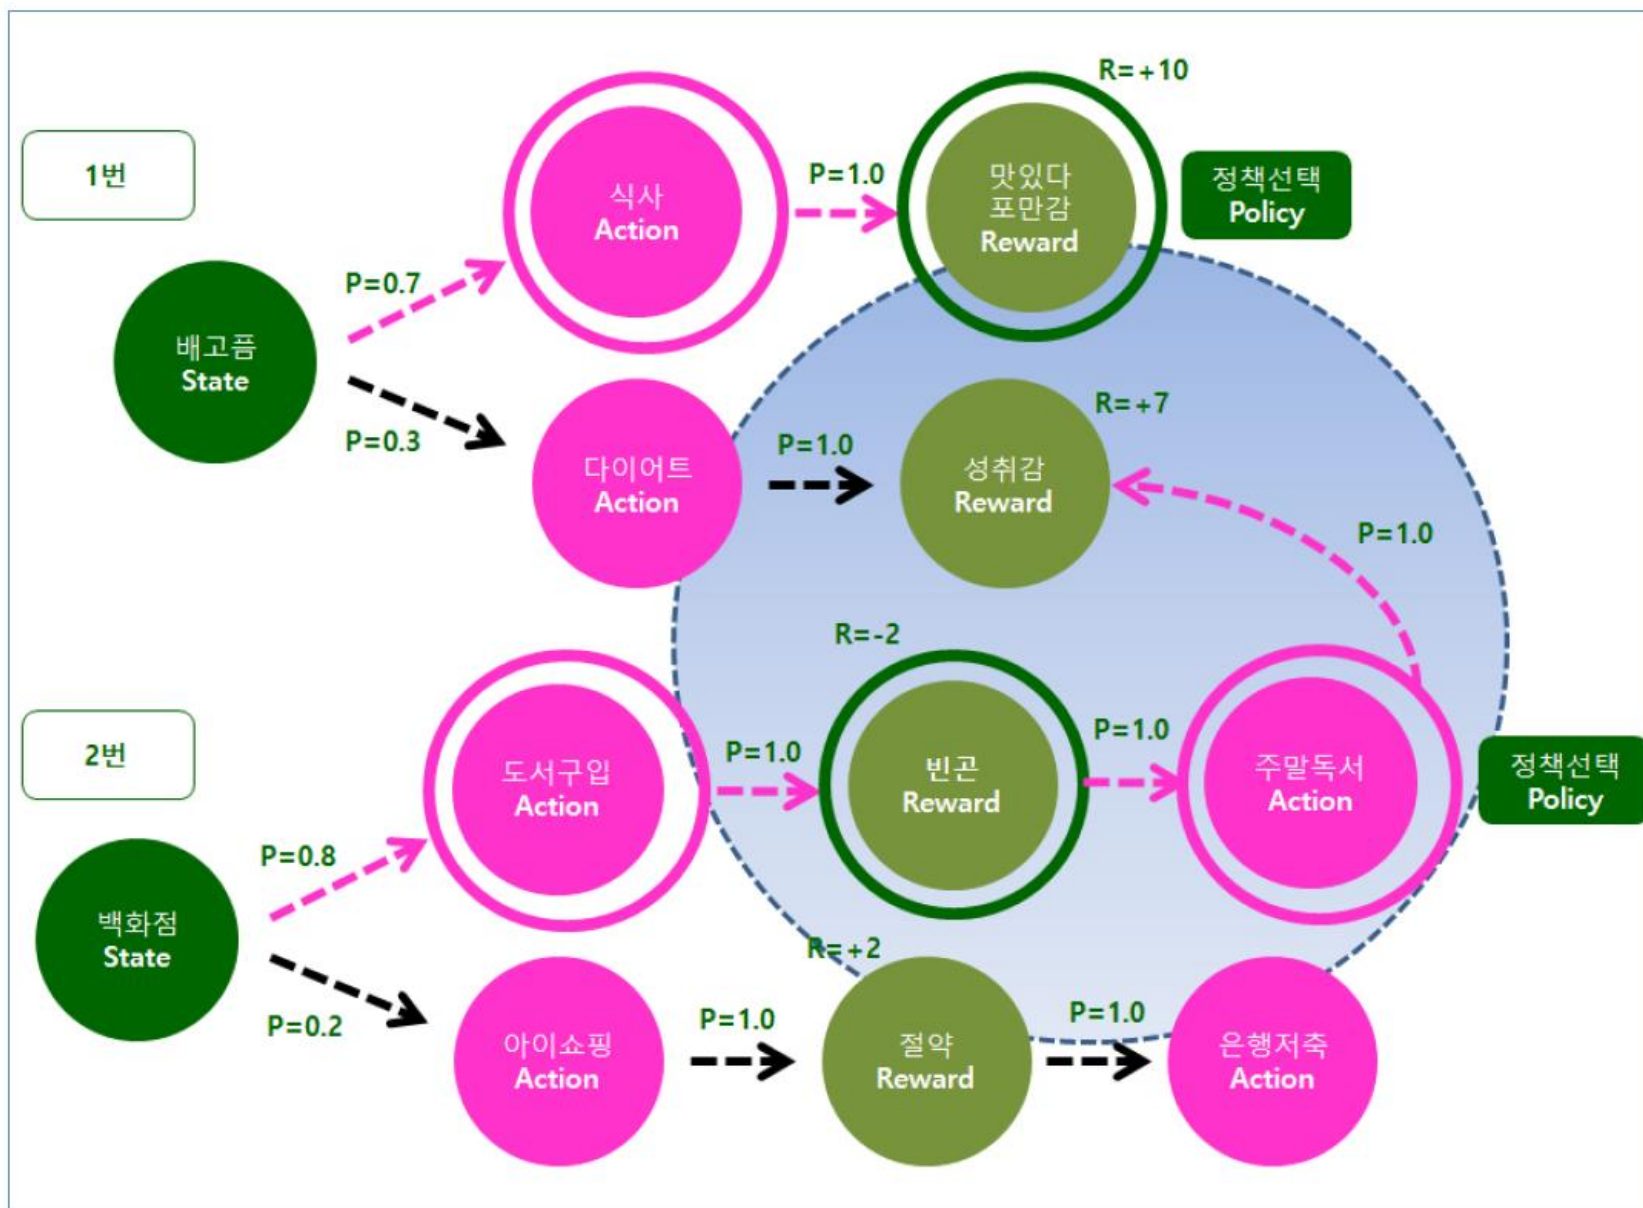 R=+10
1번
식사
Action
P=1.0
맛있다
포만감
Reward
정책선택
Policy
P=0.7
배고픔
State
P=0.3
다이어트
Action
P=1.0
성취감
Reward
R=+7
P=1.0
R=-2
2번
도서구입
Action
P=1.0
빈곤
Reward
P=1.0
주말독서
Action
정책선택
Policy
P=0.8
백화점
State
P=0.2
R=+2
아이쇼핑
Action
P=1.0
절약
Reward
P=1.0
은행저축
Action